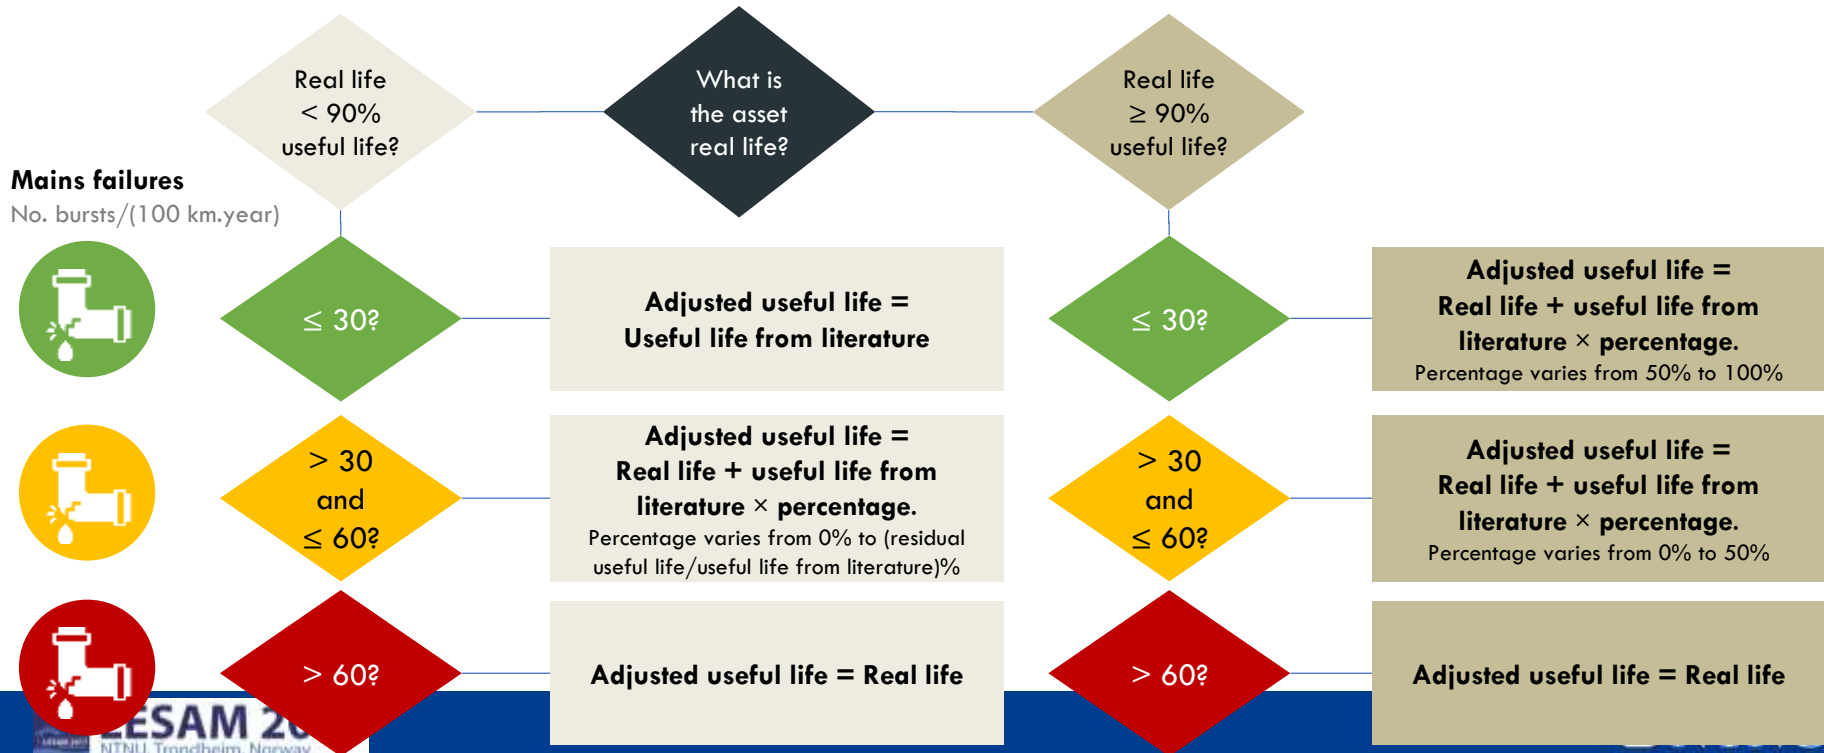 Real life
< 90%
useful life?
What is
the asset
real life?
Real life
≥ 90%
useful life?
Mains failures
No. bursts/(100 km.year)
≤ 30?
Adjusted useful life =
Useful life from literature
≤ 30?
Adjusted useful life =
Real life + useful life from
literature × percentage.
Percentage varies from 50% to 100%
> 30
and
≤ 60?
Adjusted useful life =
Real life + useful life from
literature × percentage.
Percentage varies from 0% to (residual
useful life/useful life from literature)%
> 30
and
≤ 60?
Adjusted useful life =
Real life + useful life from
literature × percentage.
Percentage varies from 0% to 50%
> 60?
Adjusted useful life = Real life
> 60?
Adjusted useful life = Real life
NTNU, Trondheim, Norway